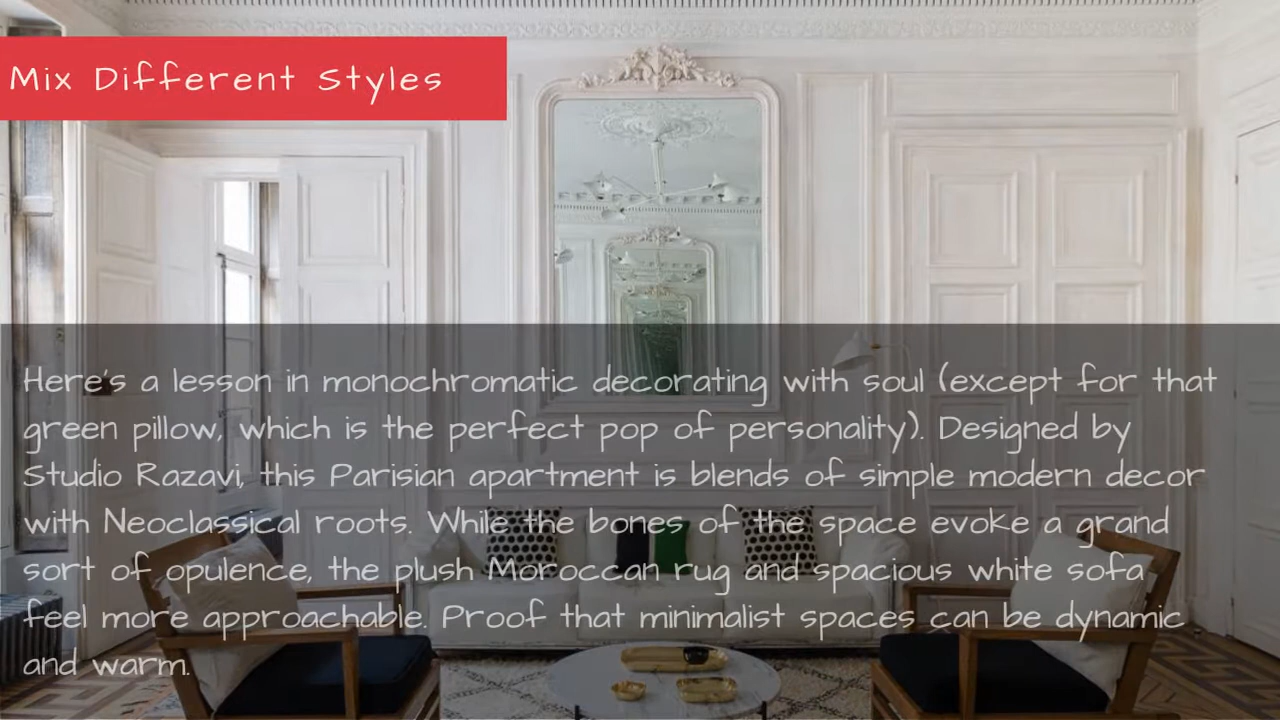 Mix Different Styles
Here's a lesson in monochromatic decorating with soul (except for that
green pillow, which is the perfect pop of personality). Designed by
Studio Razavi, this Parisian apartment is blends of simple modern decor
with Neoclassical roots. While the bones of the space evoke a grand
sort of opulence, the plush Moroccan rug and spacious white sofa
feel more approachable. Proof that minimalist spaces can be dynamic
and warm.